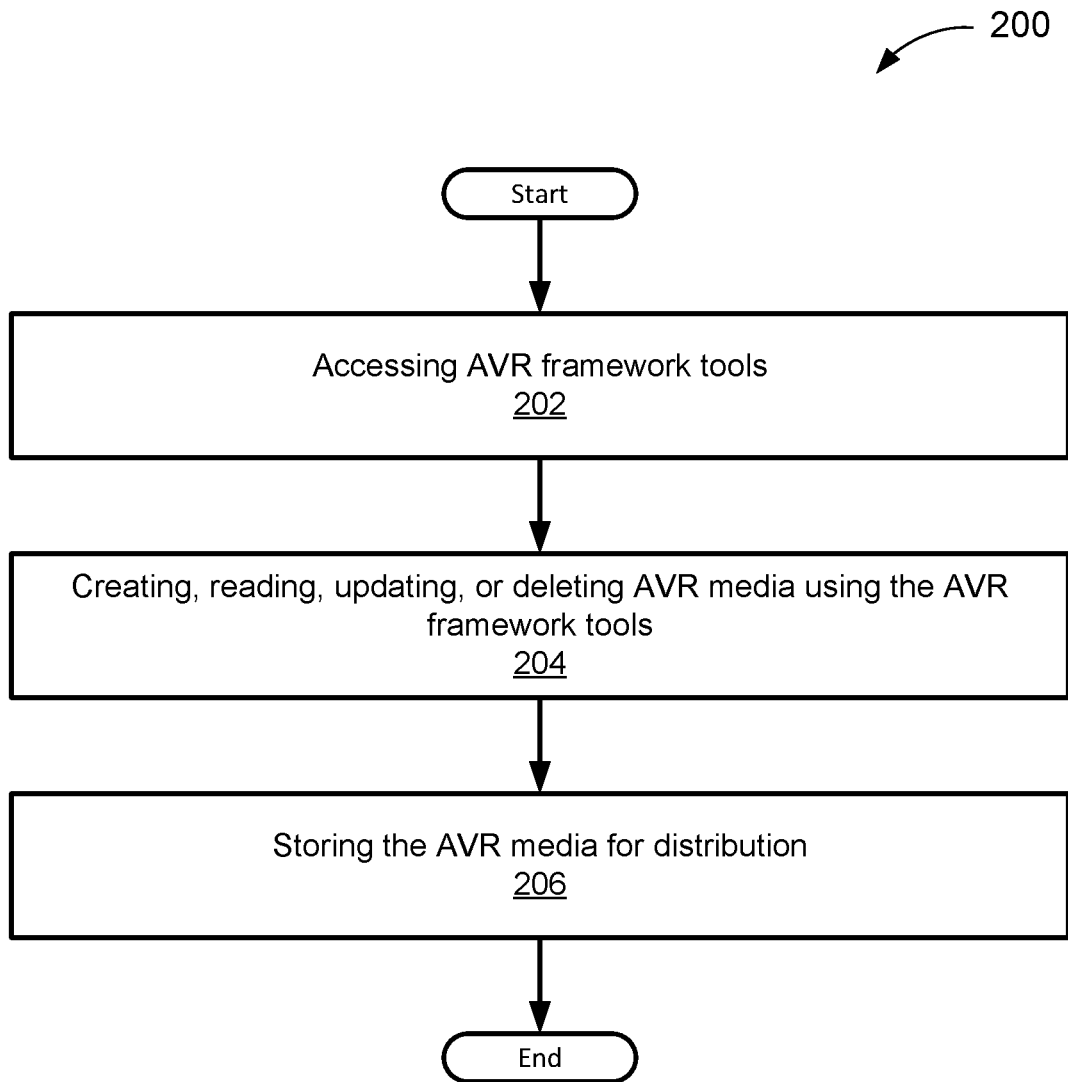 200
Start
Accessing AVR framework tools
202
Creating, reading, updating, or deleting AVR media using the AVR
framework tools
204
Storing the AVR media for distribution
206
End